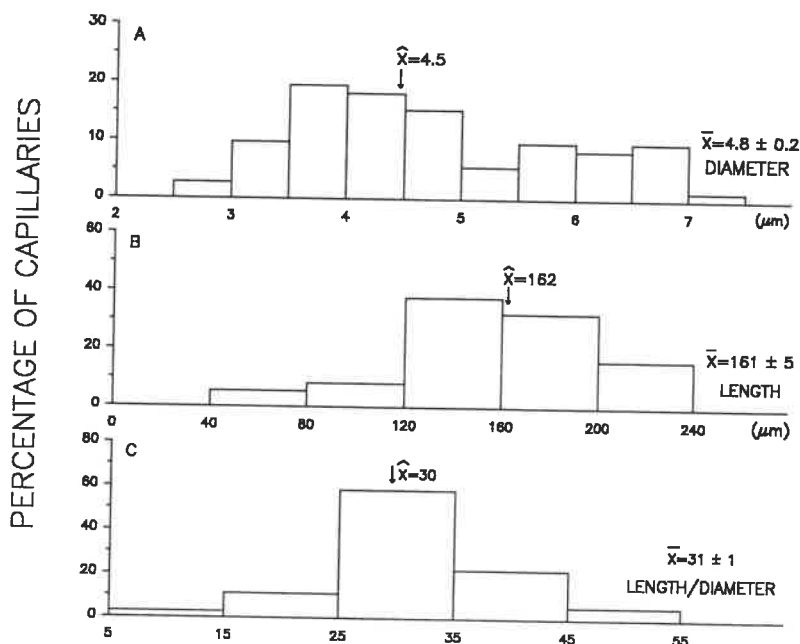 PERCENTAGE OF CAPILLARIES
A
30
20
10
0
X̂=4.5
X̄=4.8 ± 0.2
DIAMETER
2 3 4 5 6 7 (μm)
B
60
40
20
0
X̂=162
X̄=161 ± 5
LENGTH
0 40 80 120 160 200 240 (μm)
C
80
60
40
20
0
X̂=30
X̄=31 ± 1
LENGTH/DIAMETER
5 15 25 35 45 55